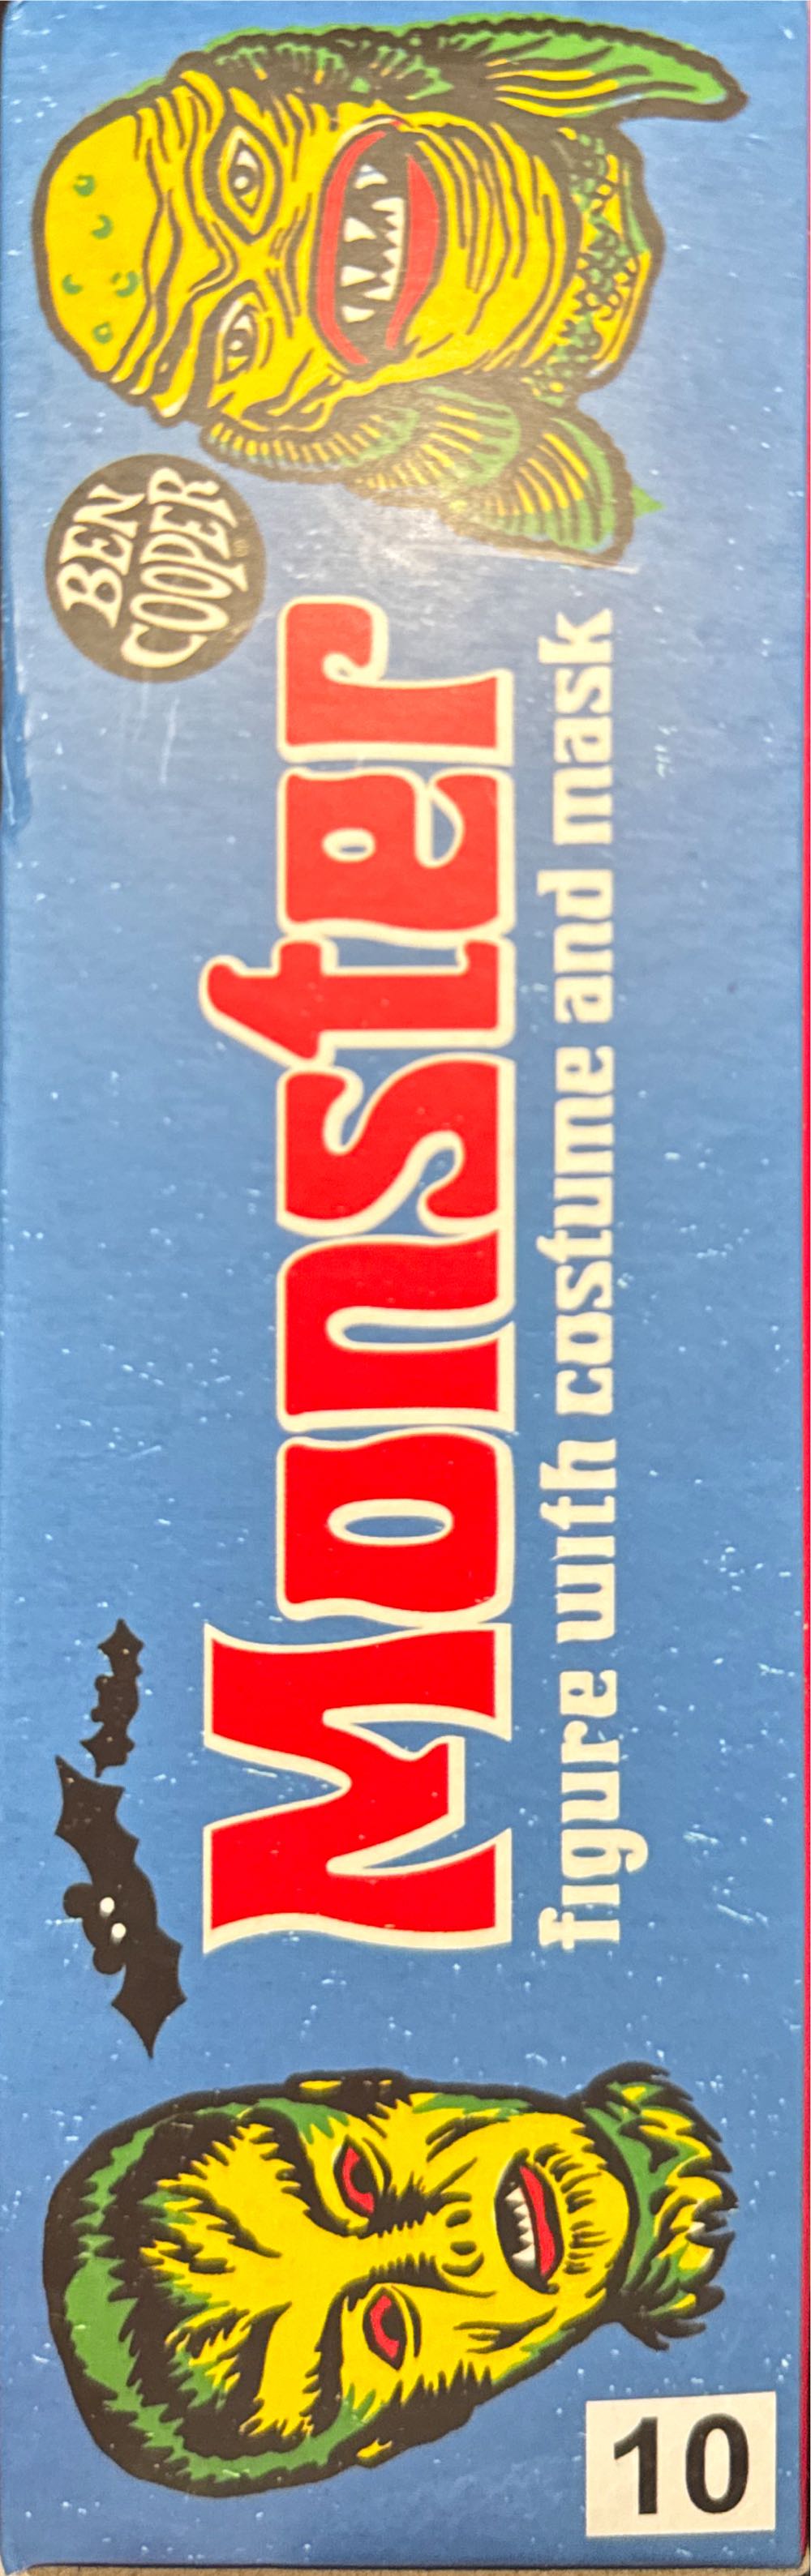 BEN
COOPER
Monster
figure with costume and mask
10